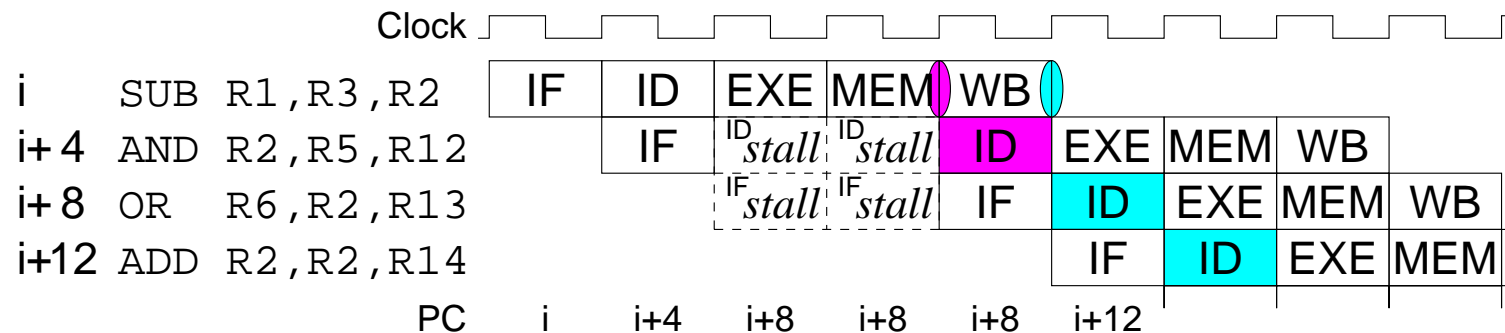 Clock
i SUB R1,R3,R2 IF ID EXE MEM WB
i+4 AND R2,R5,R12 IF ID stall ID stall ID EXE MEM WB
i+8 OR R6,R2,R13 IF stall IF stall IF ID EXE MEM WB
i+12 ADD R2,R2,R14 IF ID EXE MEM
PC i i+4 i+8 i+8 i+8 i+12